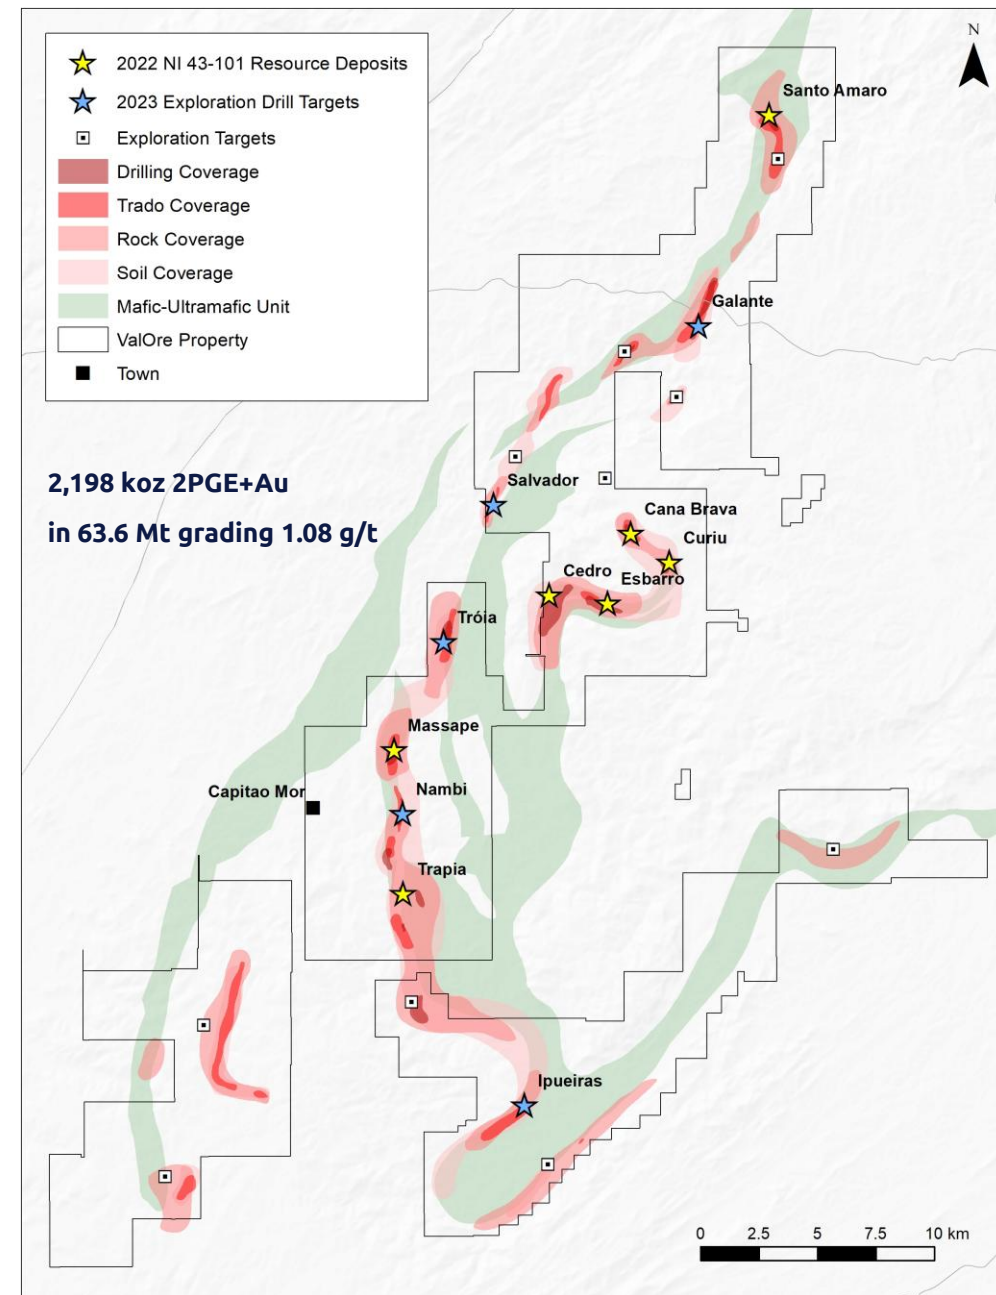 N
2022 NI 43-101 Resource Deposits
2023 Exploration Drill Targets
Exploration Targets
Drilling Coverage
Trado Coverage
Rock Coverage
Soil Coverage
Mafic-Ultramafic Unit
ValOre Property
Town
Santo Amaro
Galante
2,198 koz 2PGE+Au
in 63.6 Mt grading 1.08 g/t
Salvador
Cana Brava
Curiu
Cedro
Esbarro
Tróia
Massape
Nambi
Capitao Mor
Trapia
Ipueiras
0 2.5 5 7.5 10 km